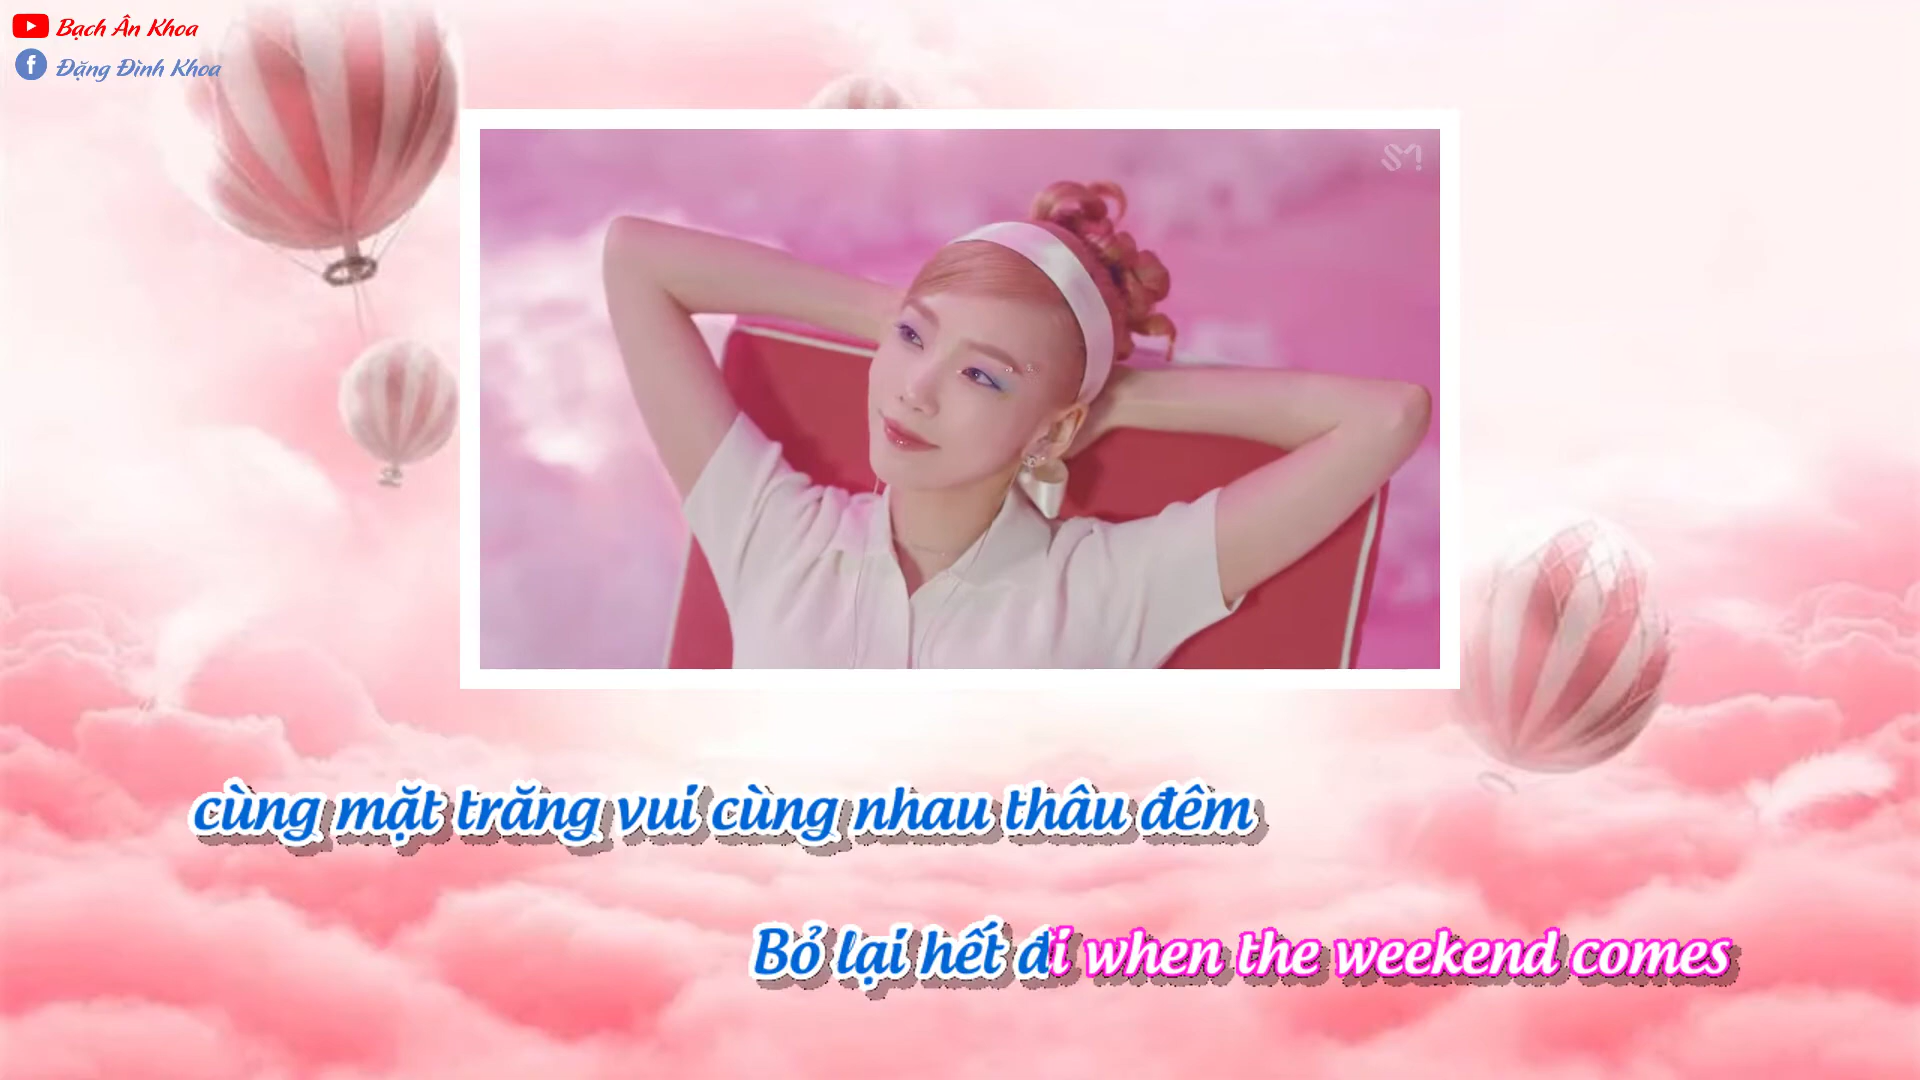 Bạch Ân Khoa
Đặng Đình Khoa
SM
cùng mặt trăng vui cùng nhau thâu đêm
Bỏ lại hết đi when the weekend comes